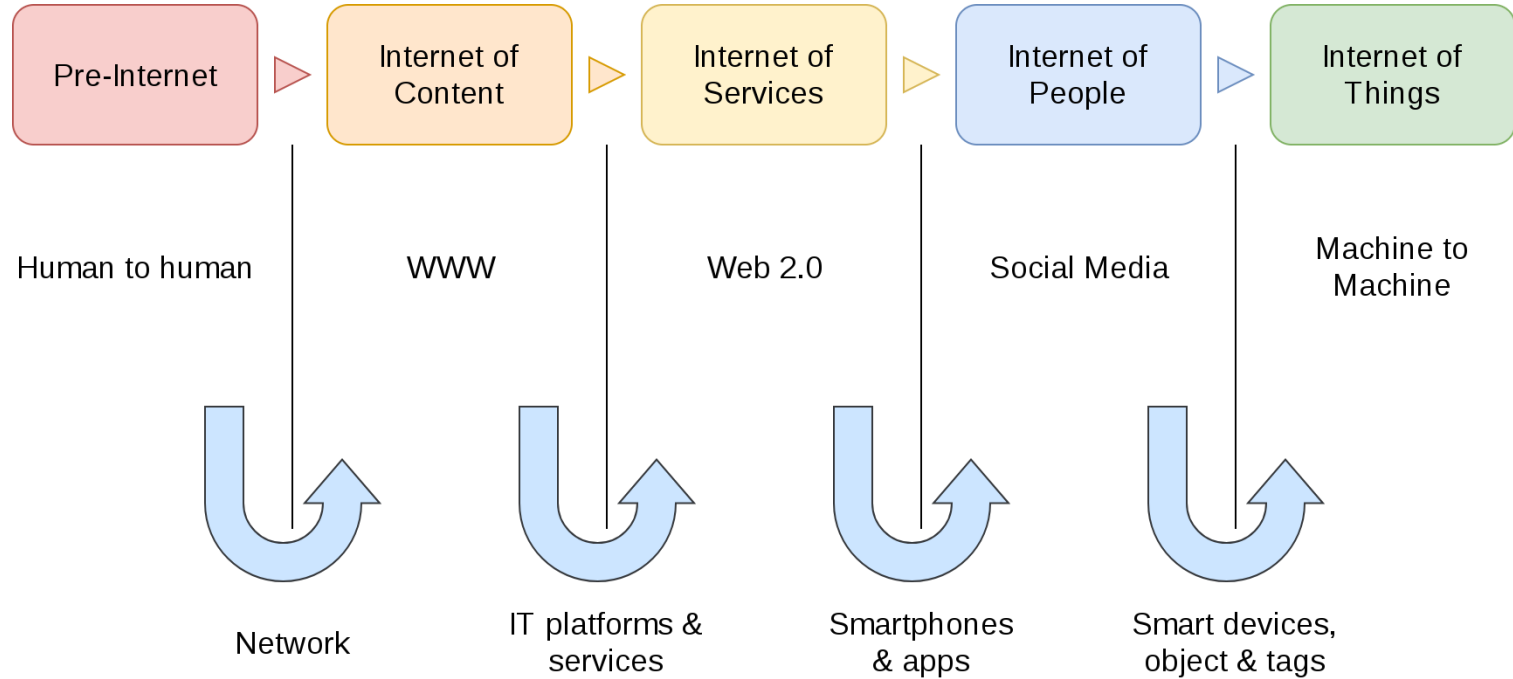 Pre-Internet
Internet of
Content
Internet of
Services
Internet of
People
Internet of
Things
Human to human
WWW
Web 2.0
Social Media
Machine to
Machine
Network
IT platforms &
services
Smartphones
& apps
Smart devices,
object & tags